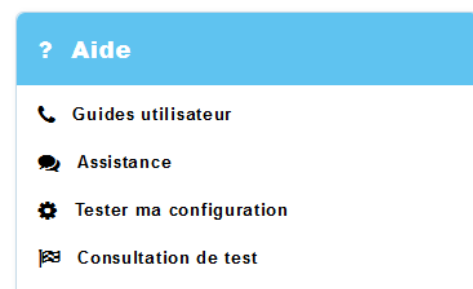 ? Aide
Guides utilisateur
Assistance
Tester ma configuration
Consultation de test